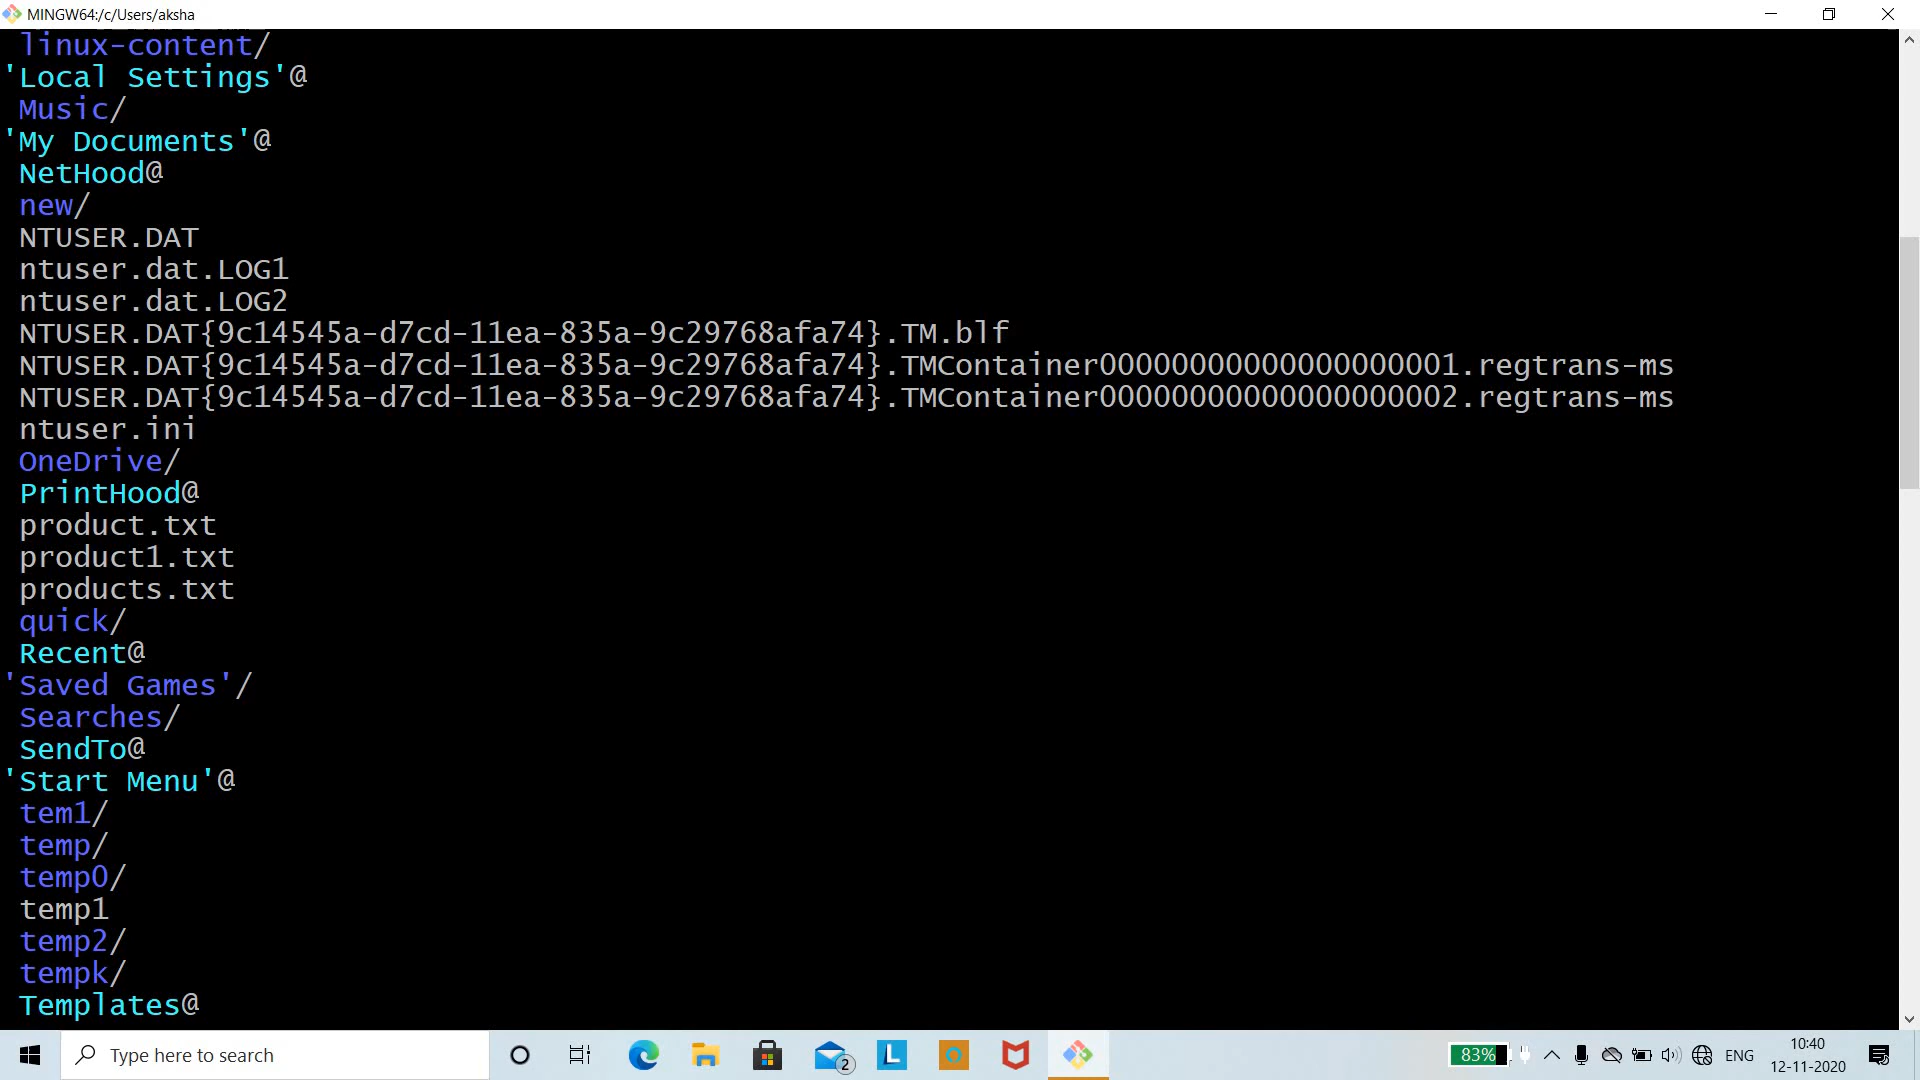 MINGW64:/c/Users/aksha
linux-content/
'Local Settings'@
Music/
'My Documents'@
NetHood@
new/
NTUSER.DAT
ntuser.dat.LOG1
ntuser.dat.LOG2
NTUSER.DAT{9c14545a-d7cd-11ea-835a-9c29768afa74}.TM.blf
NTUSER.DAT{9c14545a-d7cd-11ea-835a-9c29768afa74}.TMContainer00000000000000000001.regtrans-ms
NTUSER.DAT{9c14545a-d7cd-11ea-835a-9c29768afa74}.TMContainer00000000000000000002.regtrans-ms
ntuser.ini
OneDrive/
PrintHood@
product.txt
product1.txt
products.txt
quick/
Recent@
'Saved Games'/
Searches/
SendTo@
'Start Menu'@
tem1/
temp/
temp0/
temp1
temp2/
tempk/
Templates@
Type here to search
2
L
83%
ENG
10:40
12-11-2020